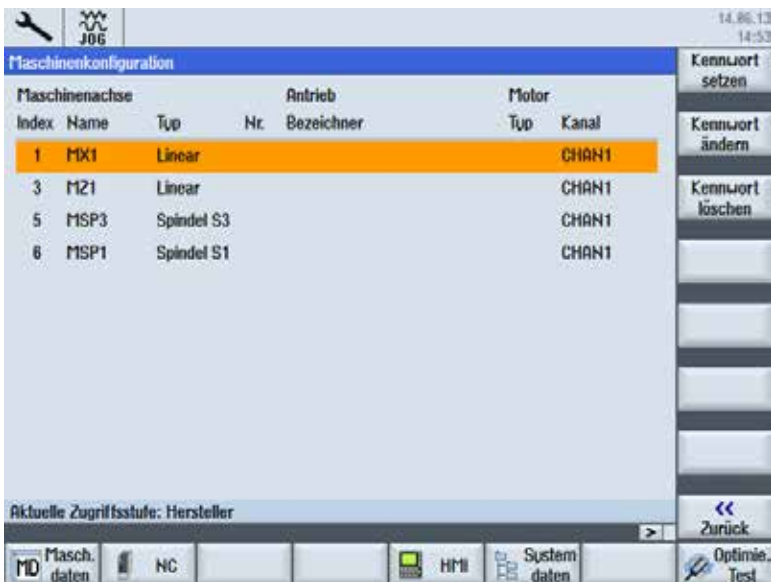 JOG
14.06.13
14:53
Maschinenkonfiguration
Maschinenachse Antrieb Motor
Index Name Typ Nr. Bezeichner Typ Kanal
1 MX1 Linear CHAN1
3 MZ1 Linear CHAN1
5 MSP3 Spindel S3 CHAN1
6 MSP1 Spindel S1 CHAN1
Aktuelle Zugriffsstufe: Hersteller
>
Kennwort
setzen
Kennwort
ändern
Kennwort
löschen
«
Zurück
MD Masch.
daten
NC
HMI
System
daten
Optimie.
Test